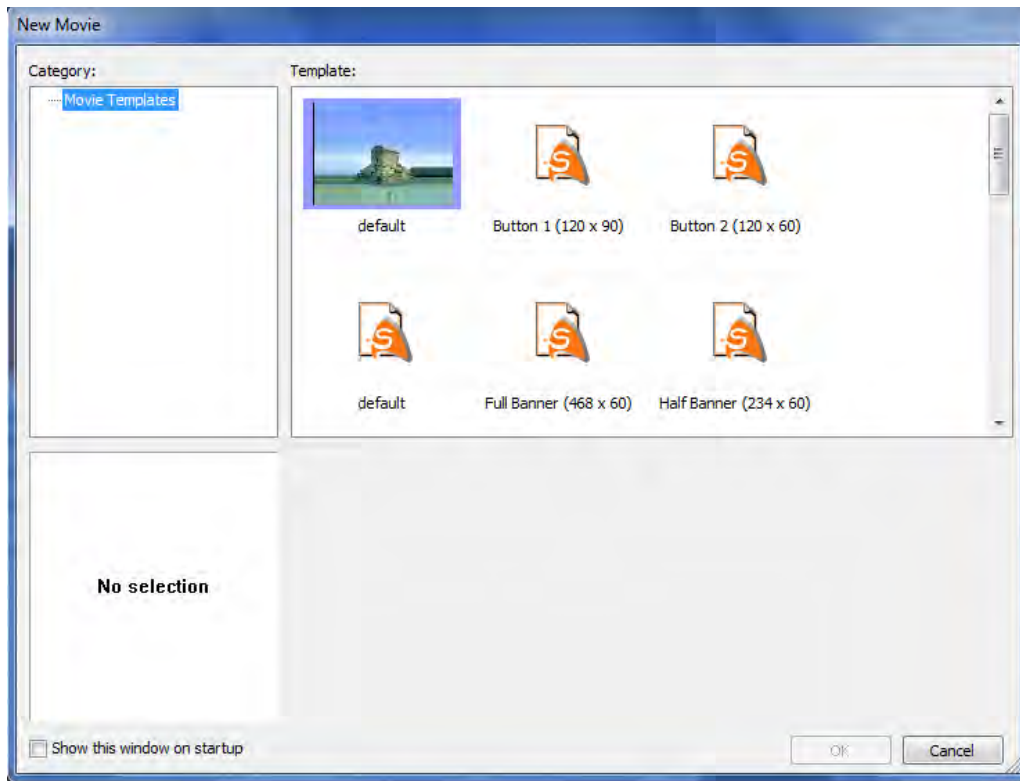 New Movie
Category:
Template:
Movie Templates
default
Button 1 (120 x 90)
Button 2 (120 x 60)
default
Full Banner (468 x 60)
Half Banner (234 x 60)
No selection
Show this window on startup
OK
Cancel